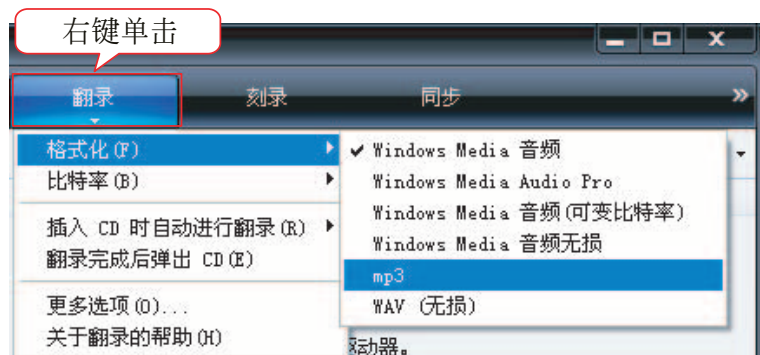 右键单击
翻录 刻录 同步 »
格式化(F)
比特率(B)
插入 CD 时自动进行翻录(R)
翻录完成后弹出 CD(E)
更多选项(O)...
关于翻录的帮助(H)
✔ Windows Media 音频
Windows Media Audio Pro
Windows Media 音频(可变比特率)
Windows Media 音频无损
mp3
WAV (无损)
驱动器。